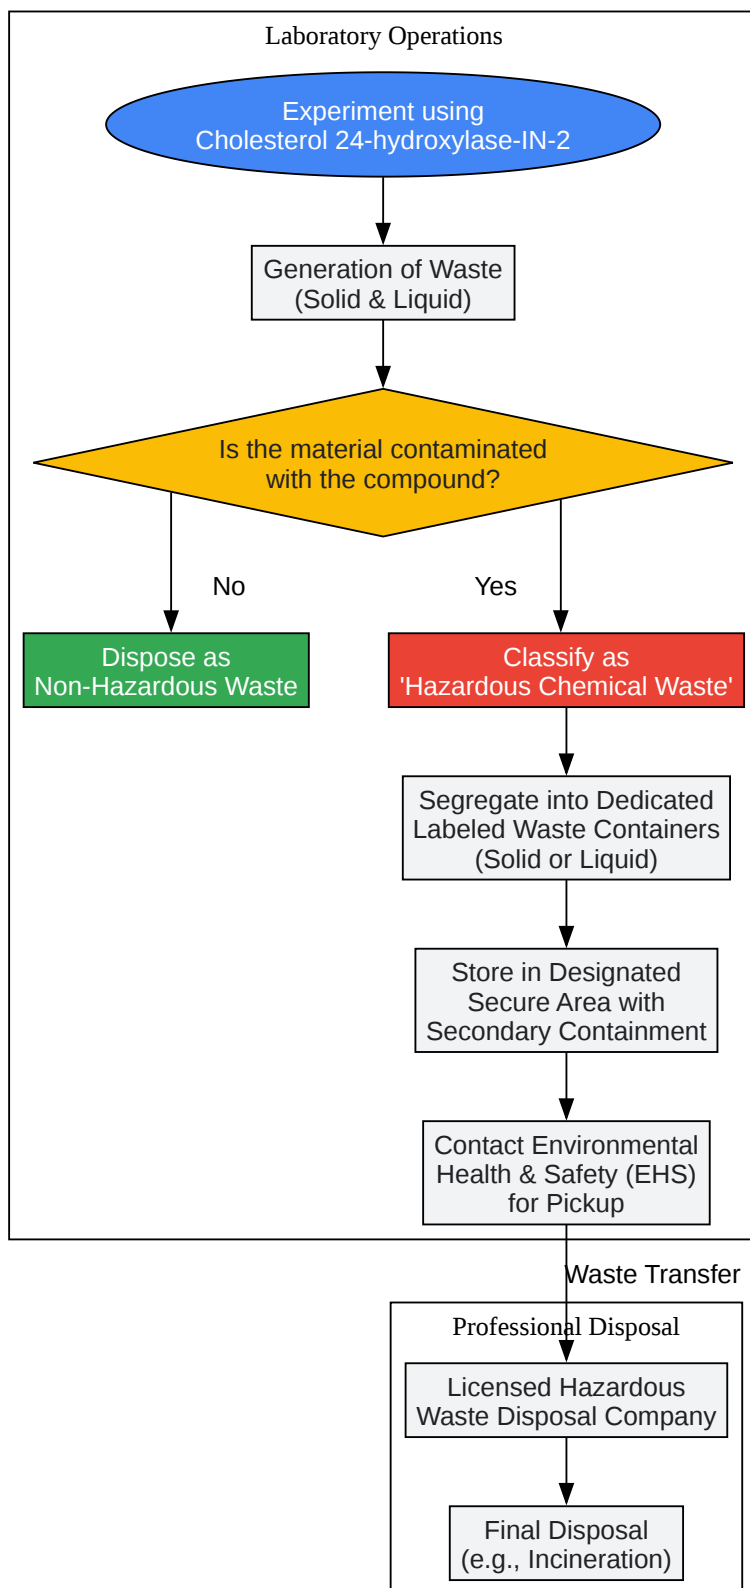 Laboratory Operations
Experiment using
Cholesterol 24-hydroxylase-IN-2
Generation of Waste
(Solid & Liquid)
Is the material contaminated
with the compound?
No
Yes
Dispose as
Non-Hazardous Waste
Classify as
'Hazardous Chemical Waste'
Segregate into Dedicated
Labeled Waste Containers
(Solid or Liquid)
Store in Designated
Secure Area with
Secondary Containment
Contact Environmental
Health & Safety (EHS)
for Pickup
Waste Transfer
Professional Disposal
Licensed Hazardous
Waste Disposal Company
Final Disposal
(e.g., Incineration)